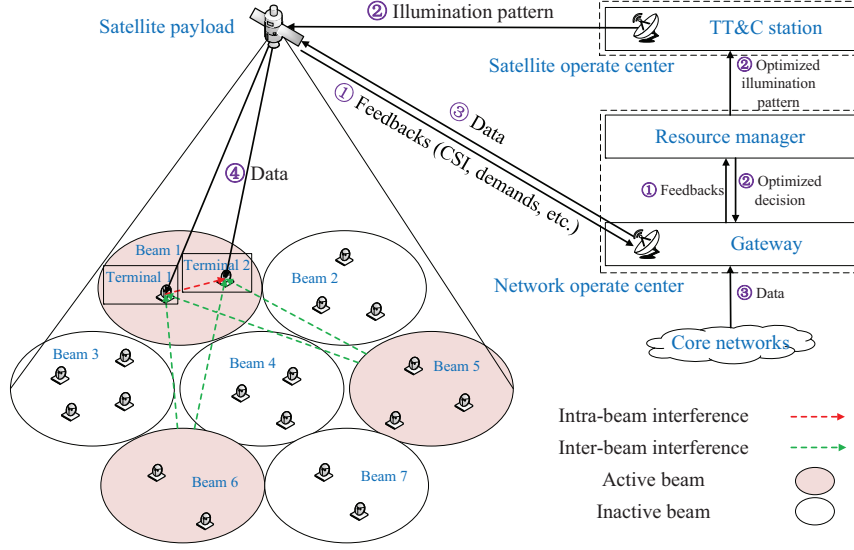 ② Illumination pattern
Satellite payload
TT&C station
Satellite operate center
② Optimized
illumination
pattern
① Feedbacks (CSI, demands, etc.)
③ Data
Resource manager
① Feedbacks
② Optimized
decision
④ Data
Gateway
Network operate center
③ Data
Core networks
Beam 1
Terminal 1
Terminal 2
Beam 2
Beam 3
Beam 4
Beam 5
Beam 6
Beam 7
Intra-beam interference
Inter-beam interference
Active beam
Inactive beam